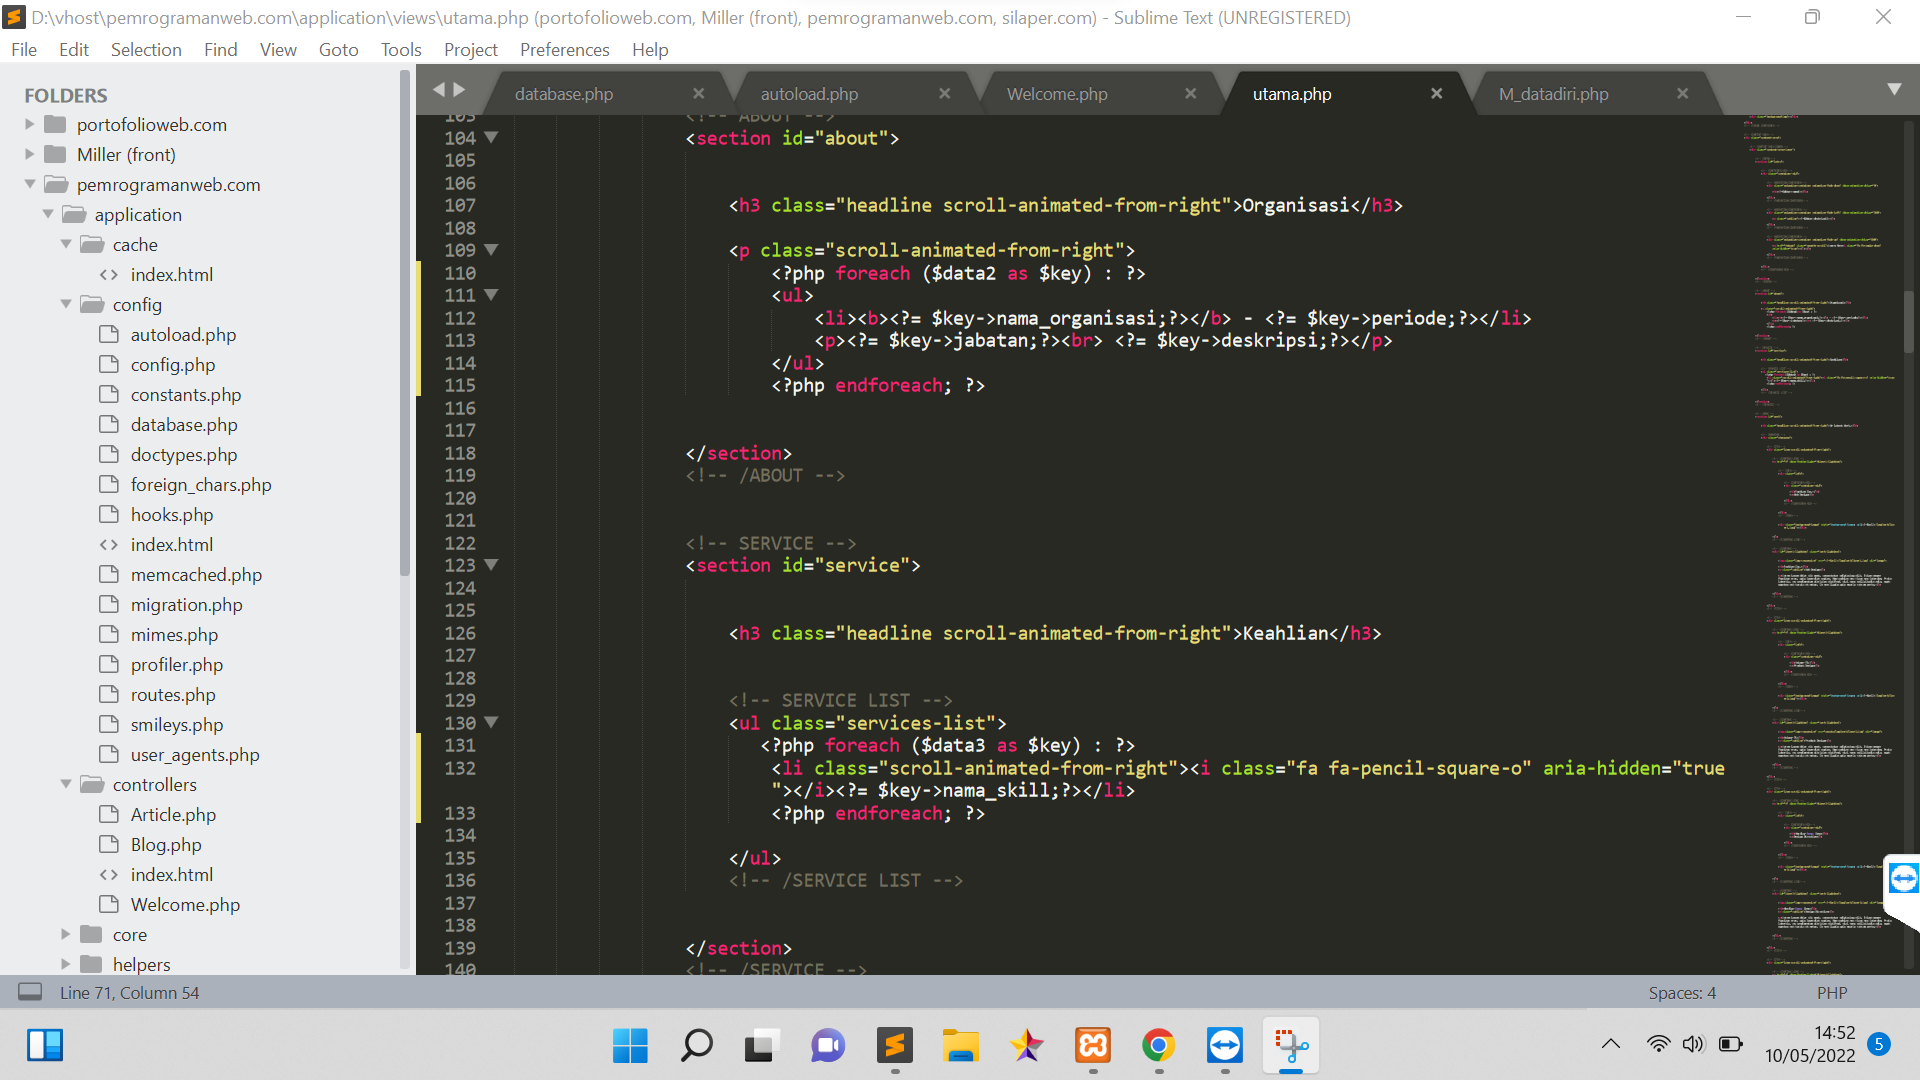 D:\vhost\pemrogramanweb.com\application\views\utama.php (portofolioweb.com, Miller (front), pemrogramanweb.com, silaper.com) - Sublime Text (UNREGISTERED)
File Edit Selection Find View Goto Tools Project Preferences Help
FOLDERS
portofolioweb.com
Miller (front)
pemrogramanweb.com
application
cache
<> index.html
config
autoload.php
config.php
constants.php
database.php
doctypes.php
foreign_chars.php
hooks.php
<> index.html
memcached.php
migration.php
mimes.php
profiler.php
routes.php
smileys.php
user_agents.php
controllers
Article.php
Blog.php
<> index.html
Welcome.php
core
helpers
database.php × autoload.php × Welcome.php × utama.php × M_datadiri.php ×
103 <!-- ABOUT -->
104 <section id="about">
105
106
107 <h3 class="headline scroll-animated-from-right">Organisasi</h3>
108
109 <p class="scroll-animated-from-right">
110 <?php foreach ($data2 as $key) : ?>
111 <ul>
112 <li><b><?= $key->nama_organisasi;?></b> - <?= $key->periode;?></li>
113 <p><?= $key->jabatan;?><br> <?= $key->deskripsi;?></p>
114 </ul>
115 <?php endforeach; ?>
116
117
118 </section>
119 <!-- /ABOUT -->
120
121
122 <!-- SERVICE -->
123 <section id="service">
124
125
126 <h3 class="headline scroll-animated-from-right">Keahlian</h3>
127
128
129 <!-- SERVICE LIST -->
130 <ul class="services-list">
131 <?php foreach ($data3 as $key) : ?>
132 <li class="scroll-animated-from-right"><i class="fa fa-pencil-square-o" aria-hidden="true
"></i><?= $key->nama_skill;?></li>
133 <?php endforeach; ?>
134
135 </ul>
136 <!-- /SERVICE LIST -->
137
138
139 </section>
140 <!-- /SERVICE -->
Line 71, Column 54
Spaces: 4
PHP
14:52
10/05/2022
5